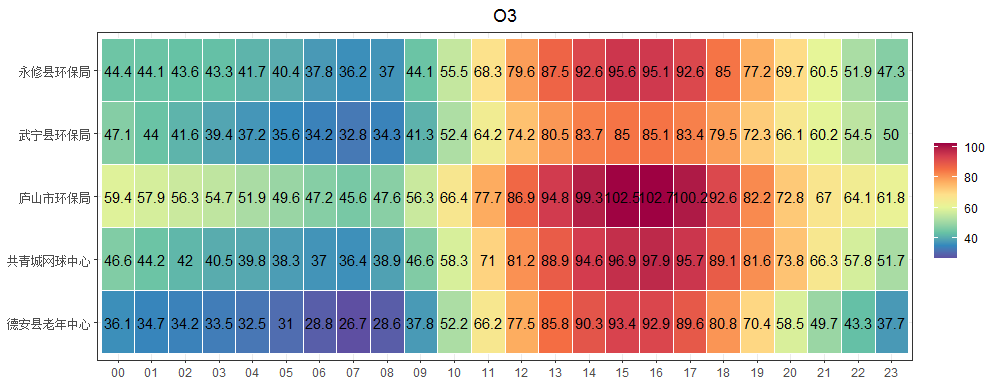 O3
永修县环保局 44.4 44.1 43.6 43.3 41.7 40.4 37.8 36.2 37 44.1 55.5 68.3 79.6 87.5 92.6 95.6 95.1 92.6 85 77.2 69.7 60.5 51.9 47.3
武宁县环保局 47.1 44 41.6 39.4 37.2 35.6 34.2 32.8 34.3 41.3 52.4 64.2 74.2 80.5 83.7 85 85.1 83.4 79.5 72.3 66.1 60.2 54.5 50
庐山市环保局 59.4 57.9 56.3 54.7 51.9 49.6 47.2 45.6 47.6 56.3 66.4 77.7 86.9 94.8 99.3 102.5 102.7 100.2 92.6 82.2 72.8 67 64.1 61.8
共青城网球中心 46.6 44.2 42 40.5 39.8 38.3 37 36.4 38.9 46.6 58.3 71 81.2 88.9 94.6 96.9 97.9 95.7 89.1 81.6 73.8 66.3 57.8 51.7
德安县老年中心 36.1 34.7 34.2 33.5 32.5 31 28.8 26.7 28.6 37.8 52.2 66.2 77.5 85.8 90.3 93.4 92.9 89.6 80.8 70.4 58.5 49.7 43.3 37.7
00 01 02 03 04 05 06 07 08 09 10 11 12 13 14 15 16 17 18 19 20 21 22 23
100
80
60
40